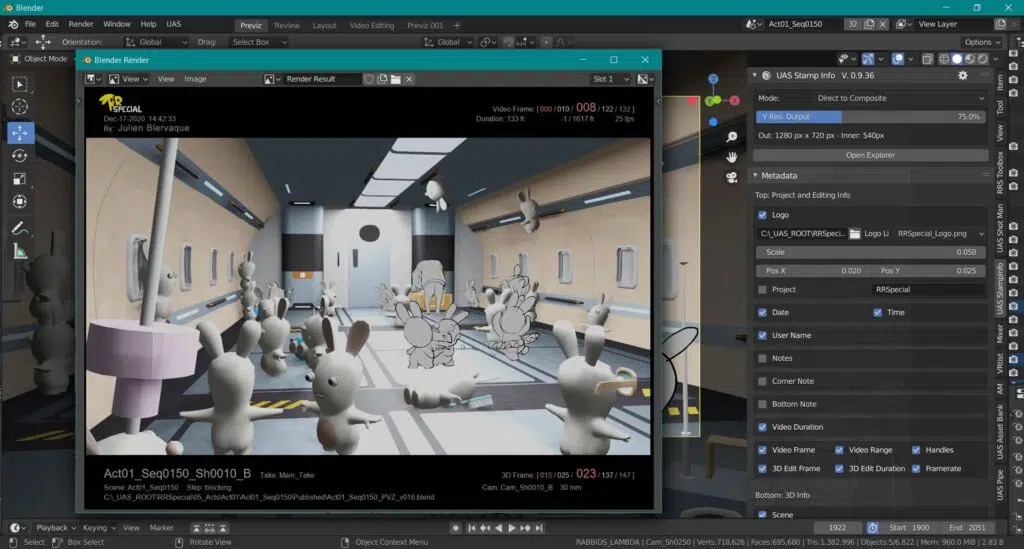 Blender
File Edit Render Window Help UAS
Previz Review Layout Video Editing Previz.001 +
Act01_Seq0150 32 View Layer
Orientation: Global Drag: Select Box Global Options
Object Mode
Blender Render
View View Image Render Result Slot 1
RR SPECIAL
Dec-17-2020 14:42:33
By: Julien Blervaque
Video Frame: [ 000 / 010 / 008 / 122 / 132 ]
Duration: 133 fr -1 / 1617 fr 25 fps
Act01_Seq0150_Sh0010_B Take: Main_Take
Scene: Act01_Seq0150 Step: blocking
C:\_UAS_ROOT\RRSpecial\05_Acts\Act01\Act01_Seq0150\Published\Act01_Seq0150_PVZ_v016.blend
3D Frame: [ 015 / 025 / 023 / 137 / 147 ]
Cam: Cam_Sh0010_B 30 mm
UAS Stamp Info V. 0.9.36
Mode: Direct to Composite
Y Res. Output 75.0%
Out: 1280 px x 720 px - Inner: 540px
Open Explorer
Metadata
Top: Project and Editing Info
Logo
C:\_UAS_ROOT\RRSpeci... Logo Li RRSpecial_Logo.png
Scale 0.050
Pos X 0.020 Pos Y 0.025
Project RRSpecial
Date Time
User Name
Notes
Corner Note
Bottom Note
Video Duration
Video Frame Video Range Handles
3D Edit Frame 3D Edit Duration Framerate
Bottom: 3D Info
Scene
Item
Tool
View
RRS Toolbox
UAS Shot Man
UAS StampInfo
Mixer
VRtist
AM
UAS Asset Bank
UAS Pipe
Playback Keying View Marker
1922 Start 1900 End 2051
Select Box Select Rotate View Object Context Menu
RABBIDS_LAMBDA | Cam_Sh0250 | Verts:718,626 | Faces:695,680 | Tris:1,382,996 | Objects:5/6,822 | Mem: 960.0 MiB | 2.83.8